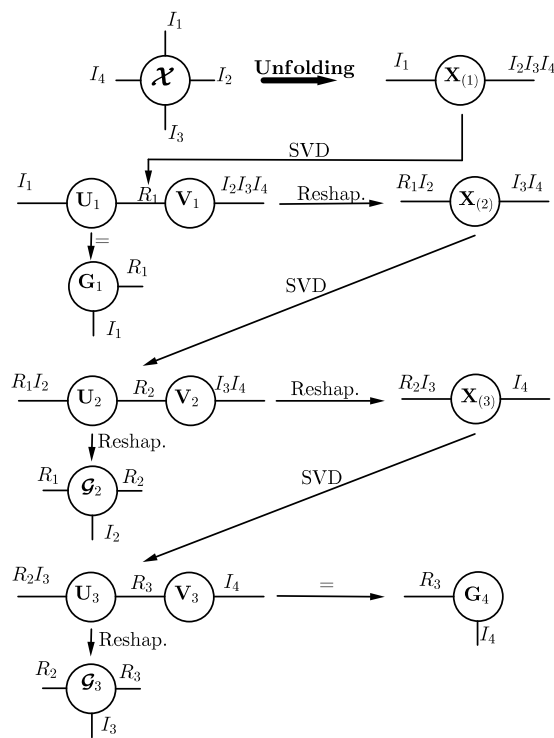 I₁
I₄ 𝓧 I₂ Unfolding I₁ X₍₁₎ I₂I₃I₄
I₃
SVD
I₁ U₁ R₁ V₁ I₂I₃I₄ Reshap. R₁I₂ X₍₂₎ I₃I₄
=
G₁ R₁
I₁
SVD
R₁I₂ U₂ R₂ V₂ I₃I₄ Reshap. R₂I₃ X₍₃₎ I₄
Reshap.
R₁ 𝓖₂ R₂
I₂
SVD
R₂I₃ U₃ R₃ V₃ I₄ = R₃ G₄
I₄
Reshap.
R₂ 𝓖₃ R₃
I₃